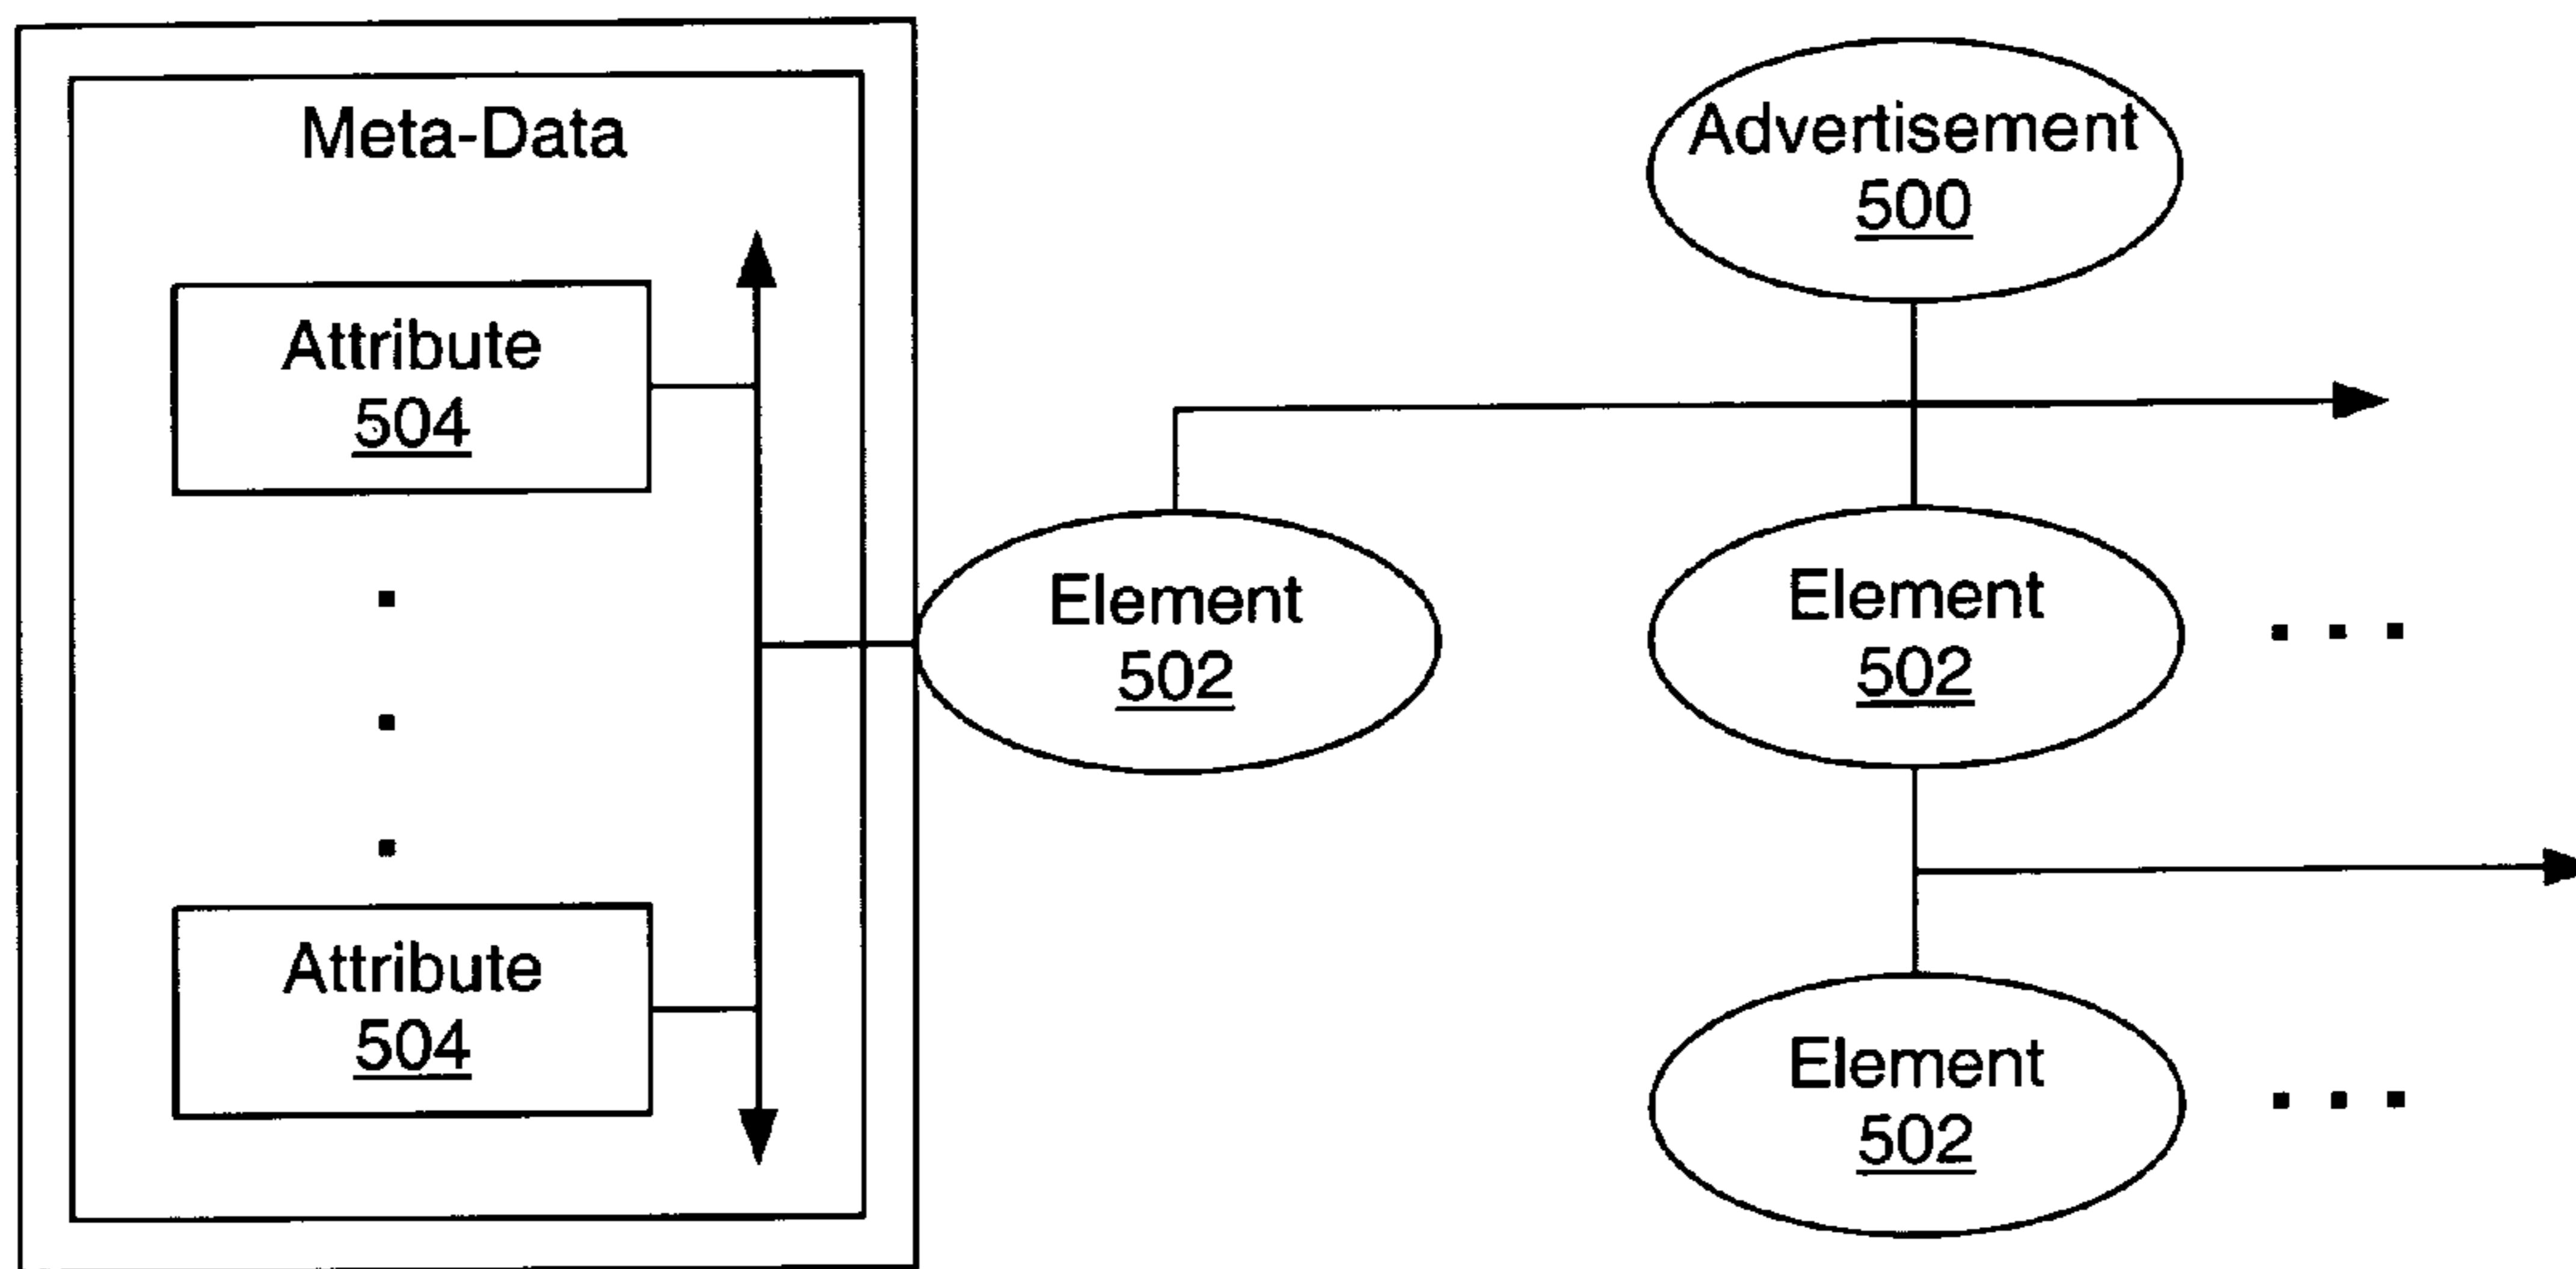 Meta-Data
Attribute
504
Attribute
504
Advertisement
500
Element
502
Element
502
Element
502